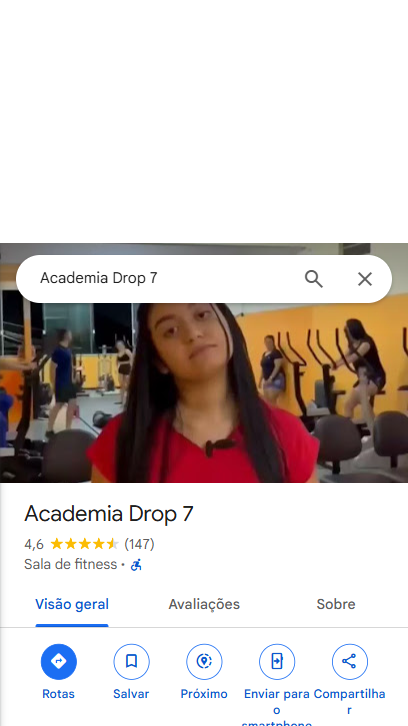 Academia Drop 7
Academia Drop 7
4,6 (147)
Sala de fitness ·
Visão geral Avaliações Sobre
Rotas Salvar Próximo Enviar para o smartphone Compartilhar